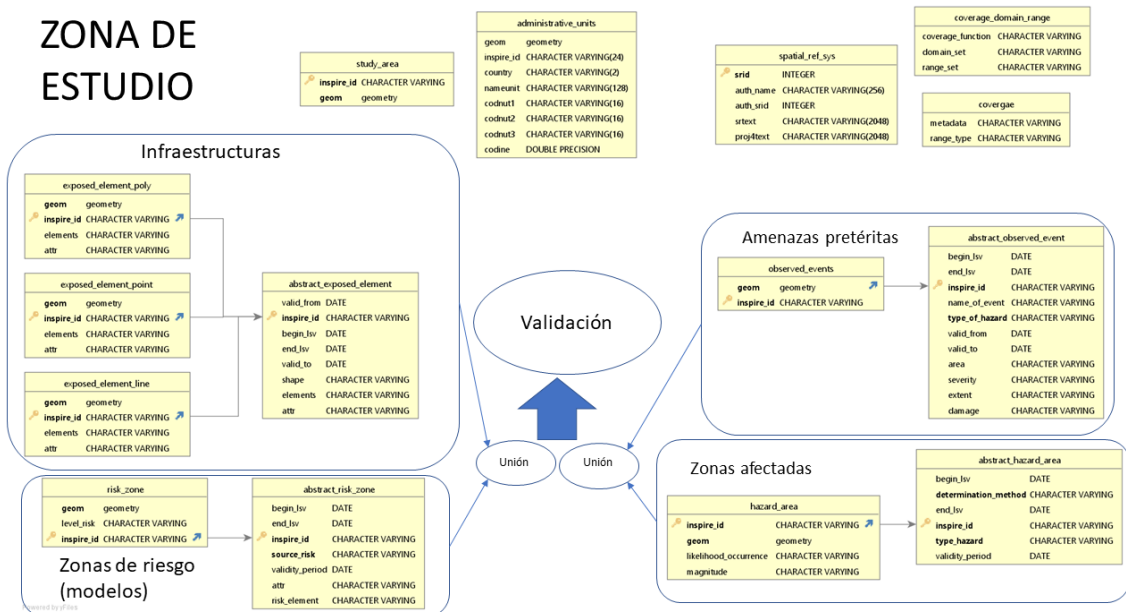 ZONA DE
ESTUDIO
study_area
inspire_id CHARACTER VARYING
geom geometry
administrative_units
geom geometry
inspire_id CHARACTER VARYING(24)
country CHARACTER VARYING(2)
nameunit CHARACTER VARYING(128)
codnut1 CHARACTER VARYING(16)
codnut2 CHARACTER VARYING(16)
codnut3 CHARACTER VARYING(16)
codine DOUBLE PRECISION
spatial_ref_sys
srid INTEGER
auth_name CHARACTER VARYING(256)
auth_srid INTEGER
srtext CHARACTER VARYING(2048)
proj4text CHARACTER VARYING(2048)
coverage_domain_range
coverage_function CHARACTER VARYING
domain_set CHARACTER VARYING
range_set CHARACTER VARYING
covergae
metadata CHARACTER VARYING
range_type CHARACTER VARYING
Infraestructuras
exposed_element_poly
geom geometry
inspire_id CHARACTER VARYING
elements CHARACTER VARYING
attr CHARACTER VARYING
exposed_element_point
geom geometry
inspire_id CHARACTER VARYING
elements CHARACTER VARYING
attr CHARACTER VARYING
exposed_element_line
geom geometry
inspire_id CHARACTER VARYING
elements CHARACTER VARYING
attr CHARACTER VARYING
abstract_exposed_element
valid_from DATE
inspire_id CHARACTER VARYING
begin_lsv DATE
end_lsv DATE
valid_to DATE
shape CHARACTER VARYING
elements CHARACTER VARYING
attr CHARACTER VARYING
Validación
Unión
Unión
Amenazas pretéritas
observed_events
geom geometry
inspire_id CHARACTER VARYING
abstract_observed_event
begin_lsv DATE
end_lsv DATE
inspire_id CHARACTER VARYING
name_of_event CHARACTER VARYING
type_of_hazard CHARACTER VARYING
valid_from DATE
valid_to DATE
area CHARACTER VARYING
severity CHARACTER VARYING
extent CHARACTER VARYING
damage CHARACTER VARYING
risk_zone
geom geometry
level_risk CHARACTER VARYING
inspire_id CHARACTER VARYING
Zonas de riesgo
(modelos)
abstract_risk_zone
begin_lsv DATE
end_lsv DATE
inspire_id CHARACTER VARYING
source_risk CHARACTER VARYING
validity_period DATE
attr CHARACTER VARYING
risk_element CHARACTER VARYING
Zonas afectadas
hazard_area
inspire_id CHARACTER VARYING
geom geometry
likelihood_occurrence CHARACTER VARYING
magnitude CHARACTER VARYING
abstract_hazard_area
begin_lsv DATE
determination_method CHARACTER VARYING
end_lsv DATE
inspire_id CHARACTER VARYING
type_hazard CHARACTER VARYING
validity_period DATE
Powered by yFiles